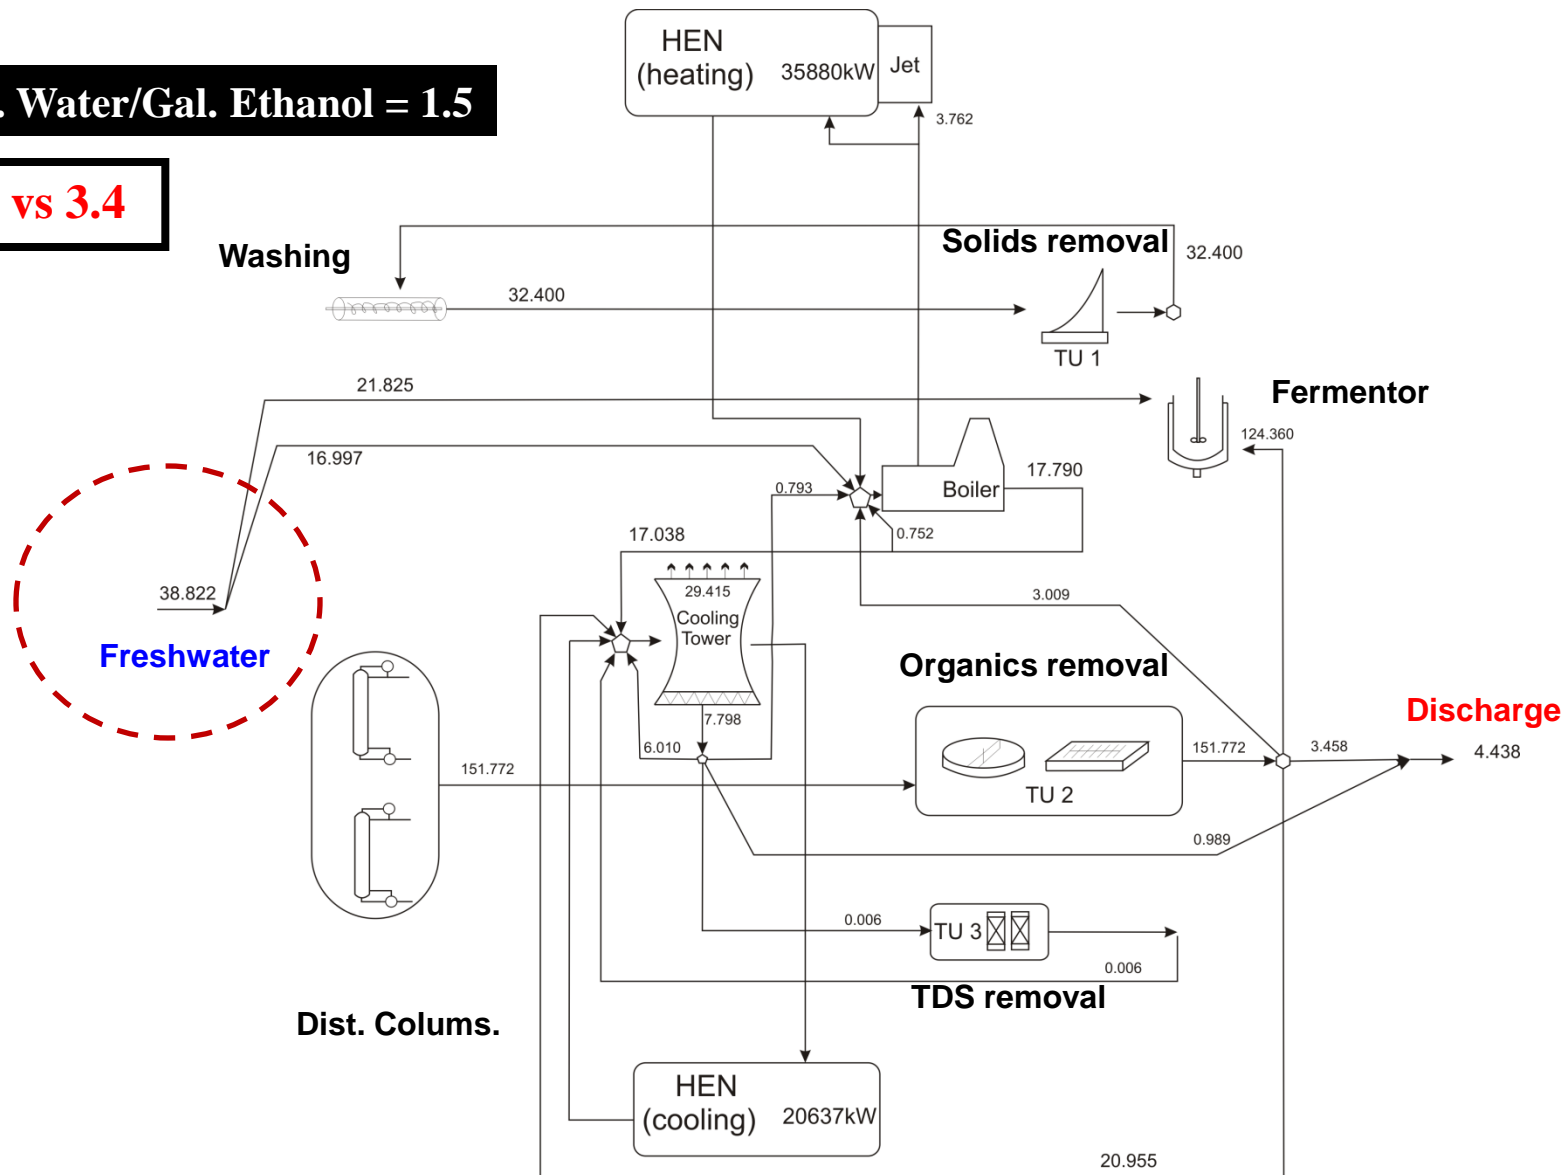 HEN
(heating)
35880kW
Jet
. Water/Gal. Ethanol = 1.5
3.762
vs 3.4
Washing
Solids removal
32.400
32.400
TU 1
21.825
Fermentor
124.360
16.997
17.790
0.793
Boiler
0.752
17.038
38.822
29.415
Cooling
Tower
3.009
Freshwater
Organics removal
Discharge
7.798
6.010
151.772
151.772
3.458
4.438
TU 2
0.989
0.006
TU 3
0.006
TDS removal
Dist. Colums.
HEN
(cooling)
20637kW
20.955